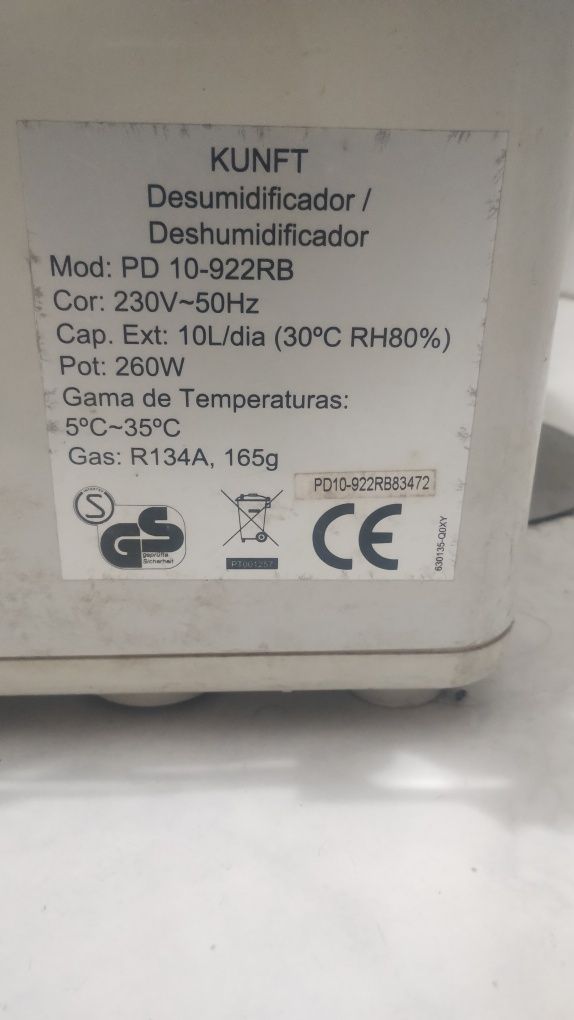 KUNFT
Desumidificador /
Deshumidificador
Mod: PD 10-922RB
Cor: 230V~50Hz
Cap. Ext: 10L/dia (30ºC RH80%)
Pot: 260W
Gama de Temperaturas:
5ºC~35ºC
Gas: R134A, 165g
PD10-922RB83472
S
GS
geprüfte
Sicherheit
PT001257
CE
630135-Q0XY